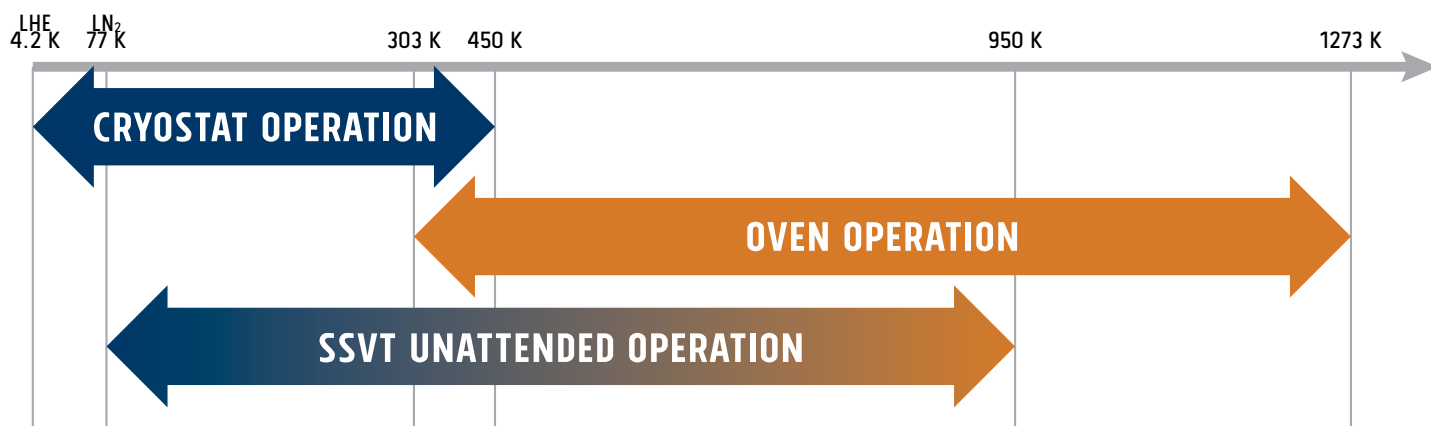 LHE LN₂
4.2 K 77 K 303 K 450 K 950 K 1273 K
CRYOSTAT OPERATION
OVEN OPERATION
SSVT UNATTENDED OPERATION